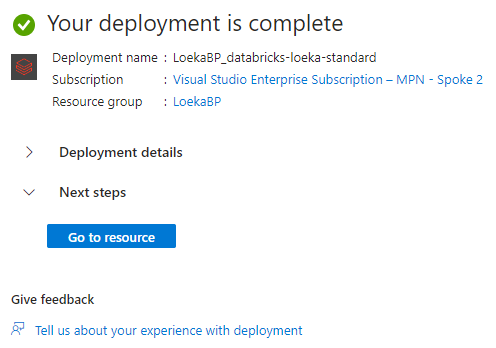 Your deployment is complete
Deployment name : LoekaBP_databricks-loeka-standard
Subscription : Visual Studio Enterprise Subscription – MPN - Spoke 2
Resource group : LoekaBP
Deployment details
Next steps
Go to resource
Give feedback
Tell us about your experience with deployment